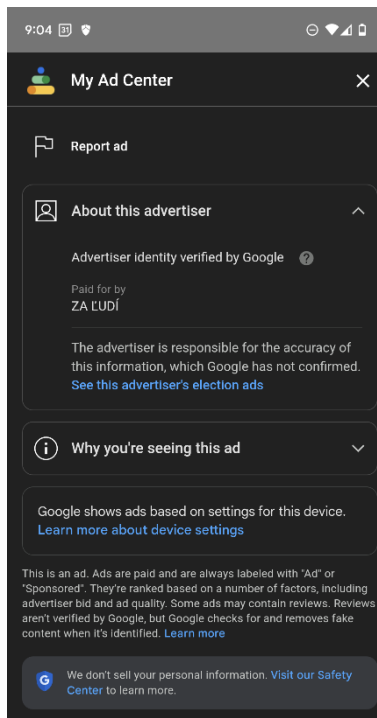 9:04 31
My Ad Center
Report ad
About this advertiser
Advertiser identity verified by Google ?
Paid for by
ZA ĽUDÍ
The advertiser is responsible for the accuracy of
this information, which Google has not confirmed.
See this advertiser's election ads
Why you're seeing this ad
Google shows ads based on settings for this device.
Learn more about device settings
This is an ad. Ads are paid and are always labeled with "Ad" or
"Sponsored". They're ranked based on a number of factors, including
advertiser bid and ad quality. Some ads may contain reviews. Reviews
aren't verified by Google, but Google checks for and removes fake
content when it's identified. Learn more
G We don't sell your personal information. Visit our Safety
Center to learn more.